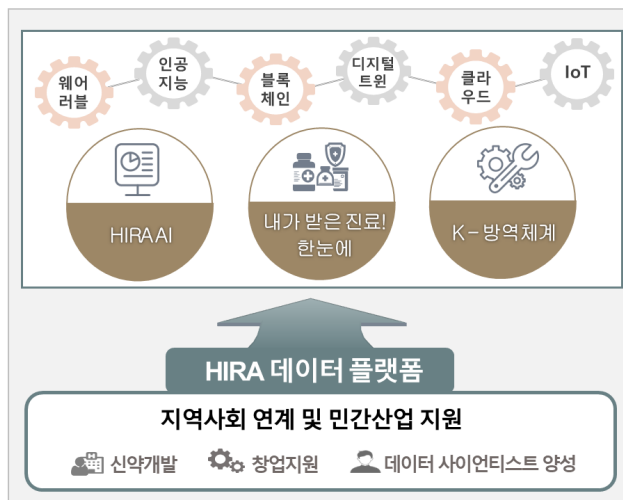 웨어
러블
인공
지능
블록
체인
디지털
트윈
클라
우드
IoT
HIRA AI
내가 받은 진료!
한눈에
K-방역체계
HIRA 데이터 플랫폼
지역사회 연계 및 민간산업 지원
신약개발
창업지원
데이터 사이언티스트 양성